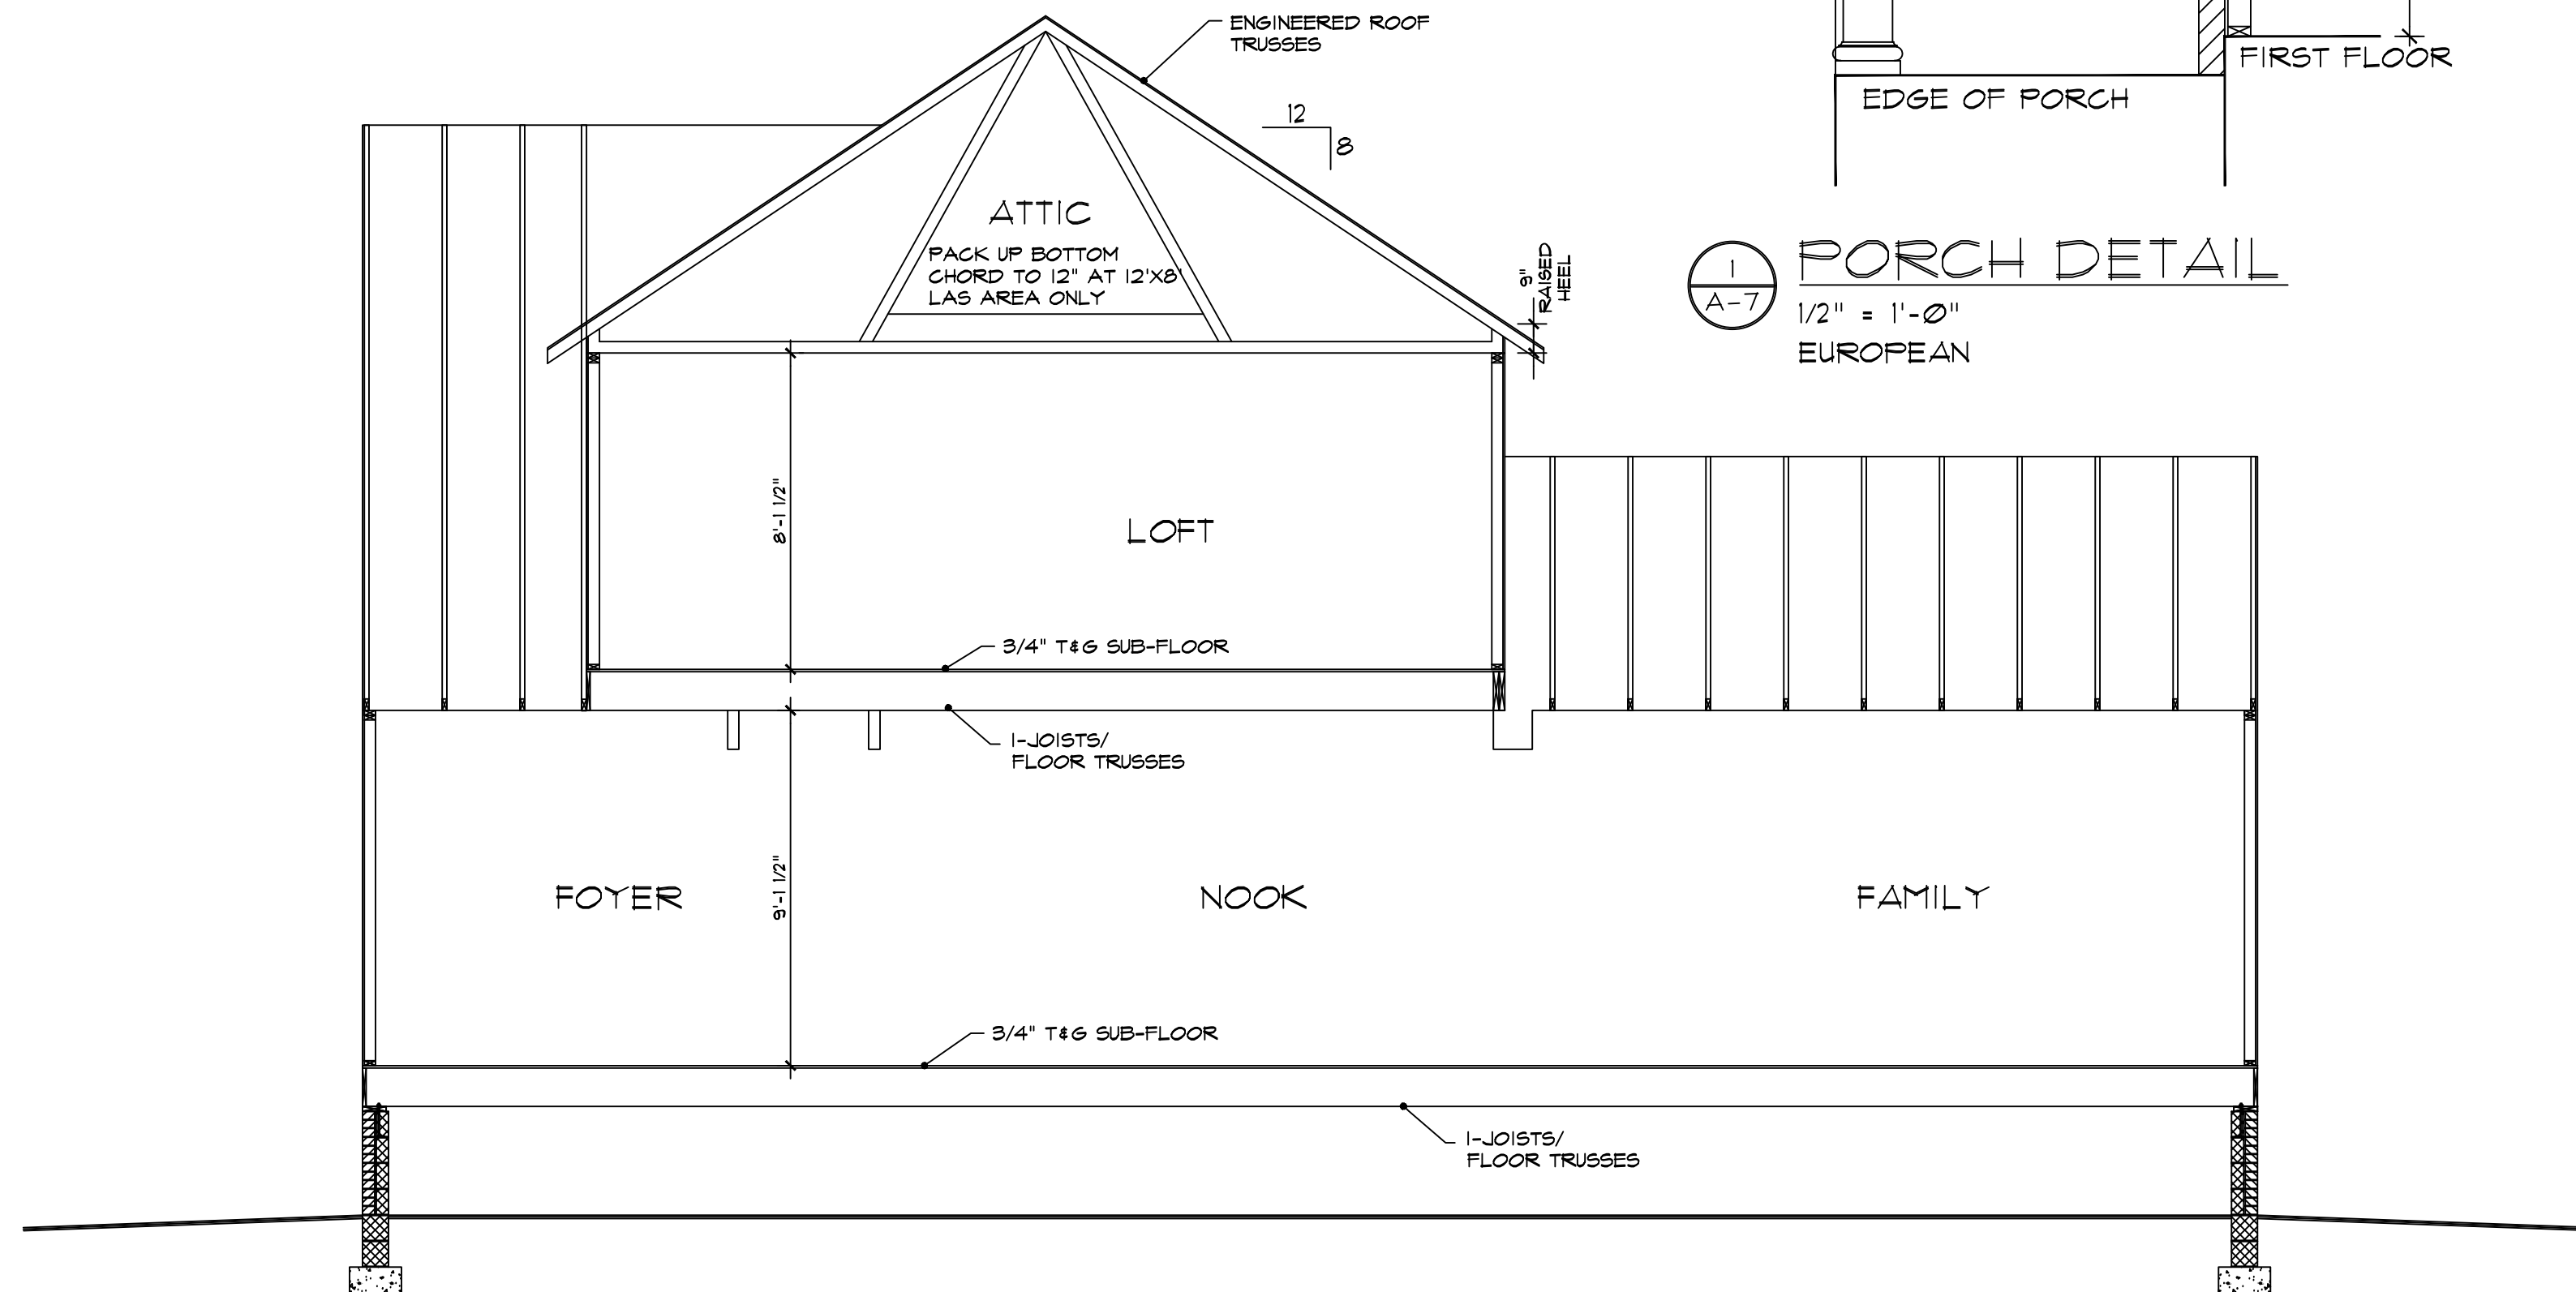 ENGINEERED ROOF
TRUSSES
FIRST FLOOR
EDGE OF PORCH
12
8
ATTIC
PACK UP BOTTOM
CHORD TO 12" AT 12'X8'
LAS AREA ONLY
9"
RAISED
HEEL
1
A-7
PORCH DETAIL
1/2" = 1'-0"
EUROPEAN
8'-1 1/2"
LOFT
3/4" T&G SUB-FLOOR
I-JOISTS/
FLOOR TRUSSES
FOYER
9'-1 1/2"
NOOK
FAMILY
3/4" T&G SUB-FLOOR
I-JOISTS/
FLOOR TRUSSES